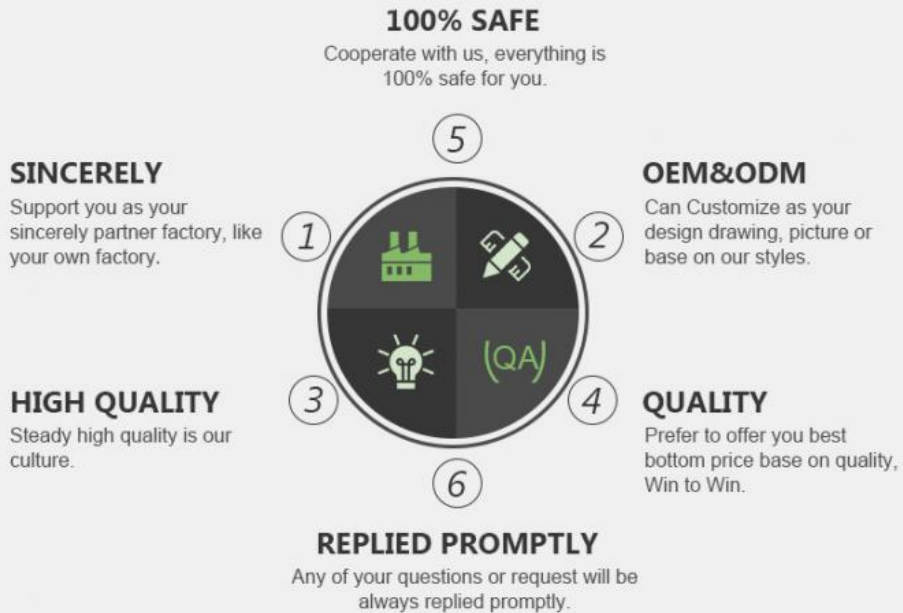 100% SAFE
Cooperate with us, everything is
100% safe for you.
5
SINCERELY
Support you as your
sincerely partner factory, like
your own factory.
1
OEM&ODM
Can Customize as your
design drawing, picture or
base on our styles.
2
(QA)
HIGH QUALITY
Steady high quality is our
culture.
3
QUALITY
Prefer to offer you best
bottom price base on quality,
Win to Win.
4
6
REPLIED PROMPTLY
Any of your questions or request will be
always replied promptly.